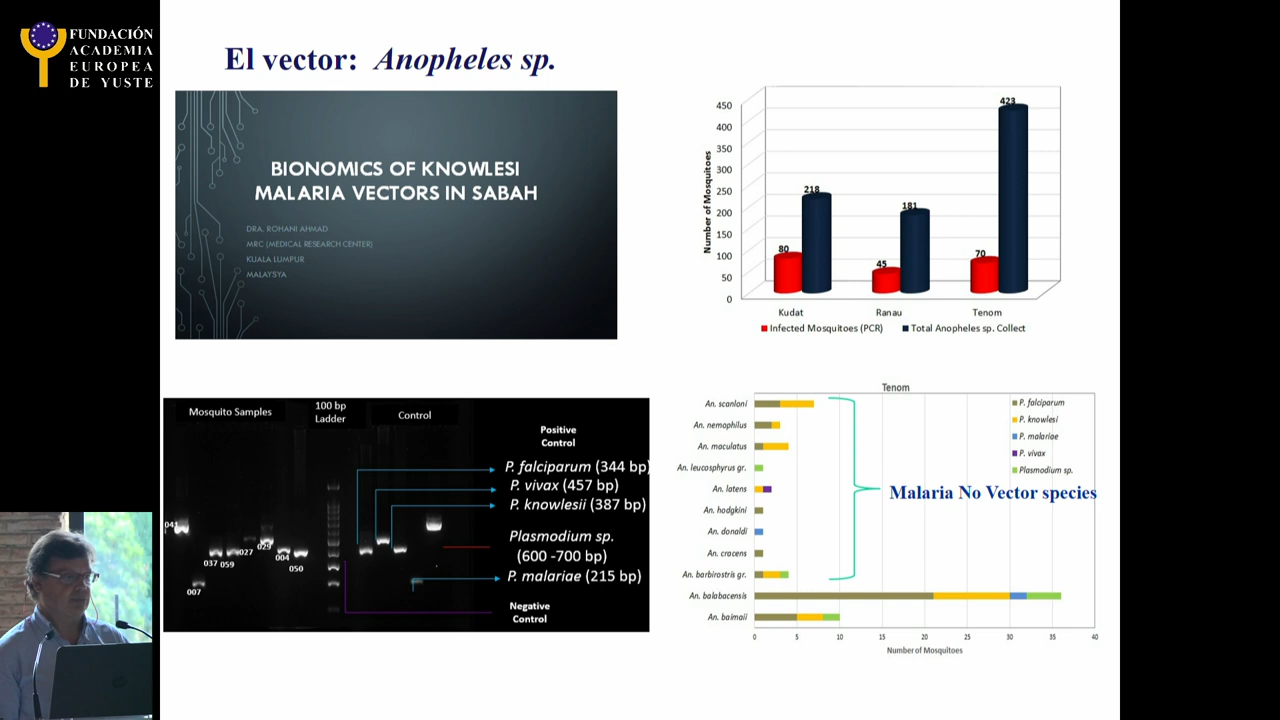 FUNDACIÓN
ACADEMIA
EUROPEA
DE YUSTE
El vector: Anopheles sp.
BIONOMICS OF KNOWLESI
MALARIA VECTORS IN SABAH
DRA. ROHANI AHMAD
MRC (MEDICAL RESEARCH CENTER)
KUALA LUMPUR
MALAYSYA
Number of Mosquitoes
450
400
350
300
250
200
150
100
50
0
80
218
45
181
70
423
Kudat
Ranau
Tenom
Infected Mosquitoes (PCR)
Total Anopheles sp. Collect
Mosquito Samples
100 bp
Ladder
Control
Positive
Control
P. falciparum (344 bp)
P. vivax (457 bp)
P. knowlesii (387 bp)
Plasmodium sp.
(600 -700 bp)
P. malariae (215 bp)
Negative
Control
041
007
037
059
027
029
004
050
Tenom
An. scanloni
An. nemophilus
An. maculatus
An. leucosphyrus gr.
An. latens
An. hodgkini
An. donaldi
An. cracens
An. barbirostris gr.
An. balabacensis
An. baimaii
P. falciparum
P. knowlesi
P. malariae
P. vivax
Plasmodium sp.
Malaria No Vector species
0
5
10
15
20
25
30
35
40
Number of Mosquitoes